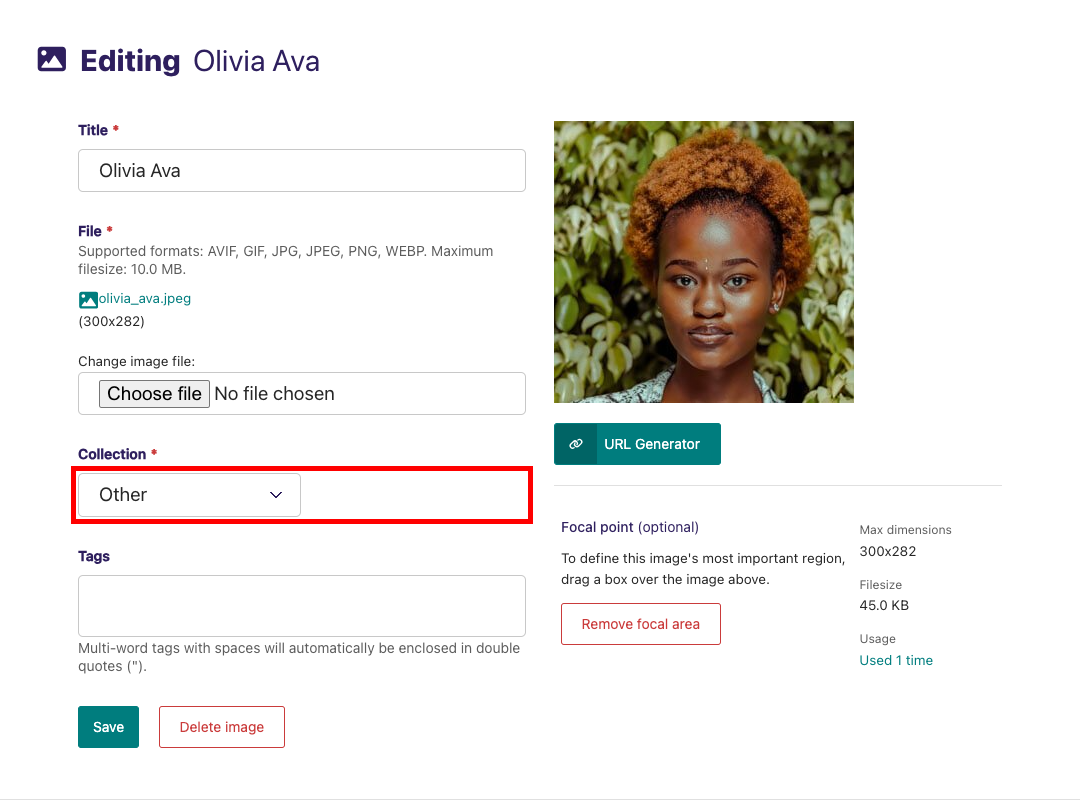 Editing Olivia Ava
Title *
Olivia Ava
File *
Supported formats: AVIF, GIF, JPG, JPEG, PNG, WEBP. Maximum
filesize: 10.0 MB.
olivia_ava.jpeg
(300x282)
Change image file:
Choose file No file chosen
Collection *
Other
Tags
Multi-word tags with spaces will automatically be enclosed in double
quotes (").
Save
Delete image
URL Generator
Focal point (optional)
To define this image's most important region,
drag a box over the image above.
Remove focal area
Max dimensions
300x282
Filesize
45.0 KB
Usage
Used 1 time